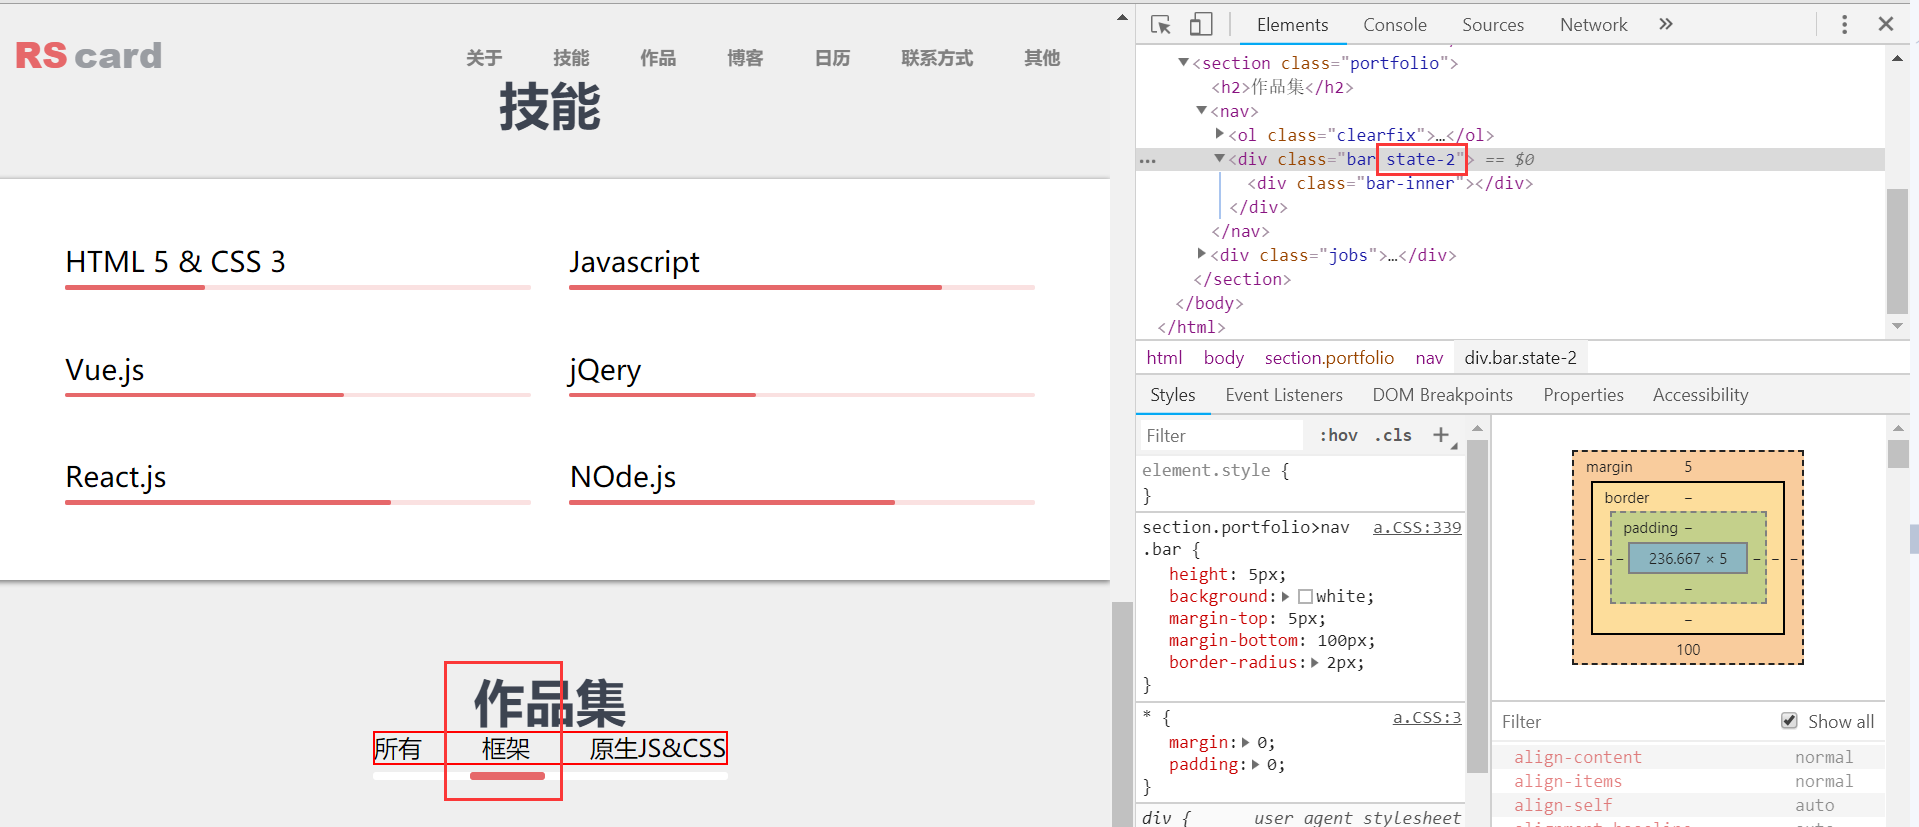 RS card
关于 技能 作品 博客 日历 联系方式 其他
技能
HTML 5 & CSS 3
Javascript
Vue.js
jQery
React.js
NOde.js
作品集
所有 框架 原生JS&CSS
Elements Console Sources Network »
▼<section class="portfolio">
<h2>作品集</h2>
▼<nav>
▶<ol class="clearfix">…</ol>
… ▼<div class="bar state-2"> == $0
<div class="bar-inner"></div>
</div>
</nav>
▶<div class="jobs">…</div>
</section>
</body>
</html>
html body section.portfolio nav div.bar.state-2
Styles Event Listeners DOM Breakpoints Properties Accessibility
Filter :hov .cls +
element.style {
}
section.portfolio>nav a.CSS:339
.bar {
height: 5px;
background:▶white;
margin-top: 5px;
margin-bottom: 100px;
border-radius:▶2px;
}
* { a.CSS:3
margin:▶0;
padding:▶0;
}
div { user agent stylesheet
margin 5
border –
padding –
– – – 236.667 × 5 – – –
–
–
100
Filter Show all
align-content normal
align-items normal
align-self auto